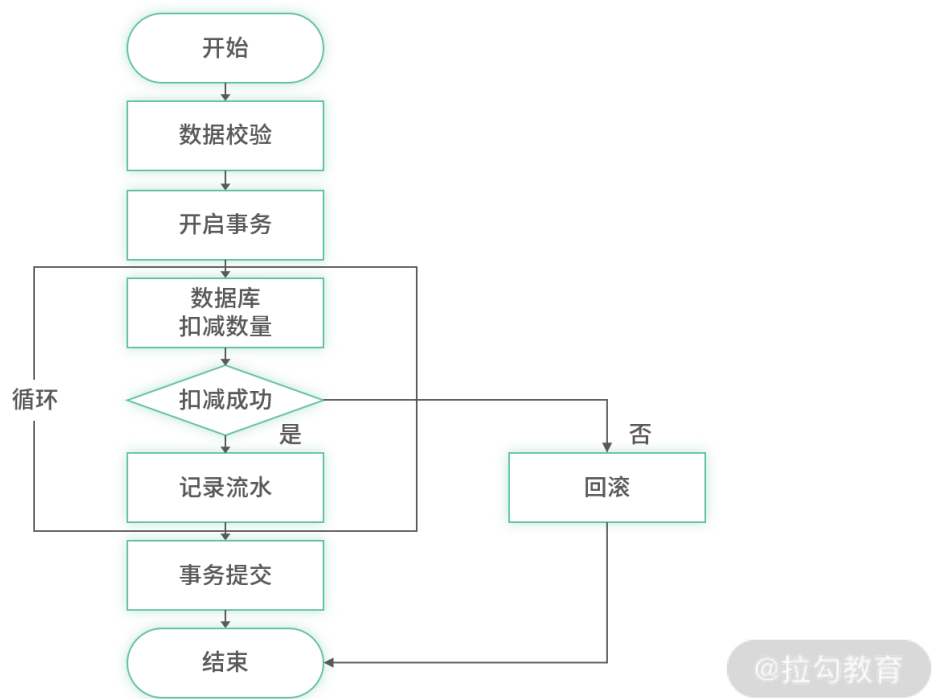 开始
数据校验
开启事务
数据库
扣减数量
循环
扣减成功
是
否
记录流水
回滚
事务提交
结束
@拉勾教育